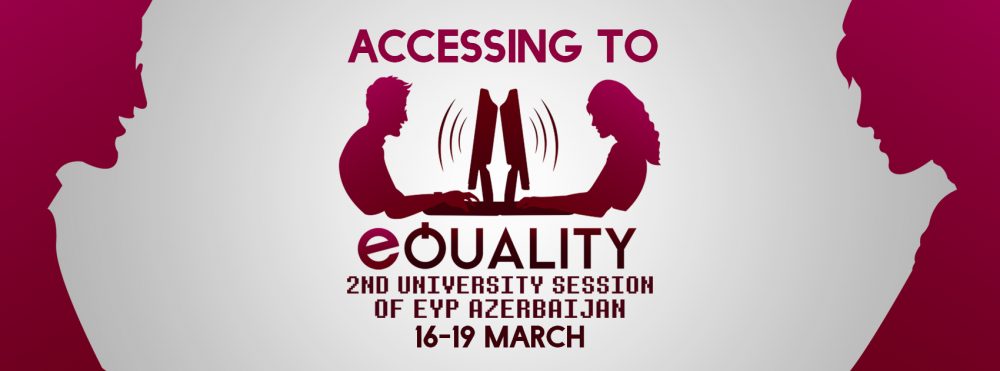 ACCESSING TO
eQUALITY
2ND UNIVERSITY SESSION
OF EYP AZERBAIJAN
16-19 MARCH